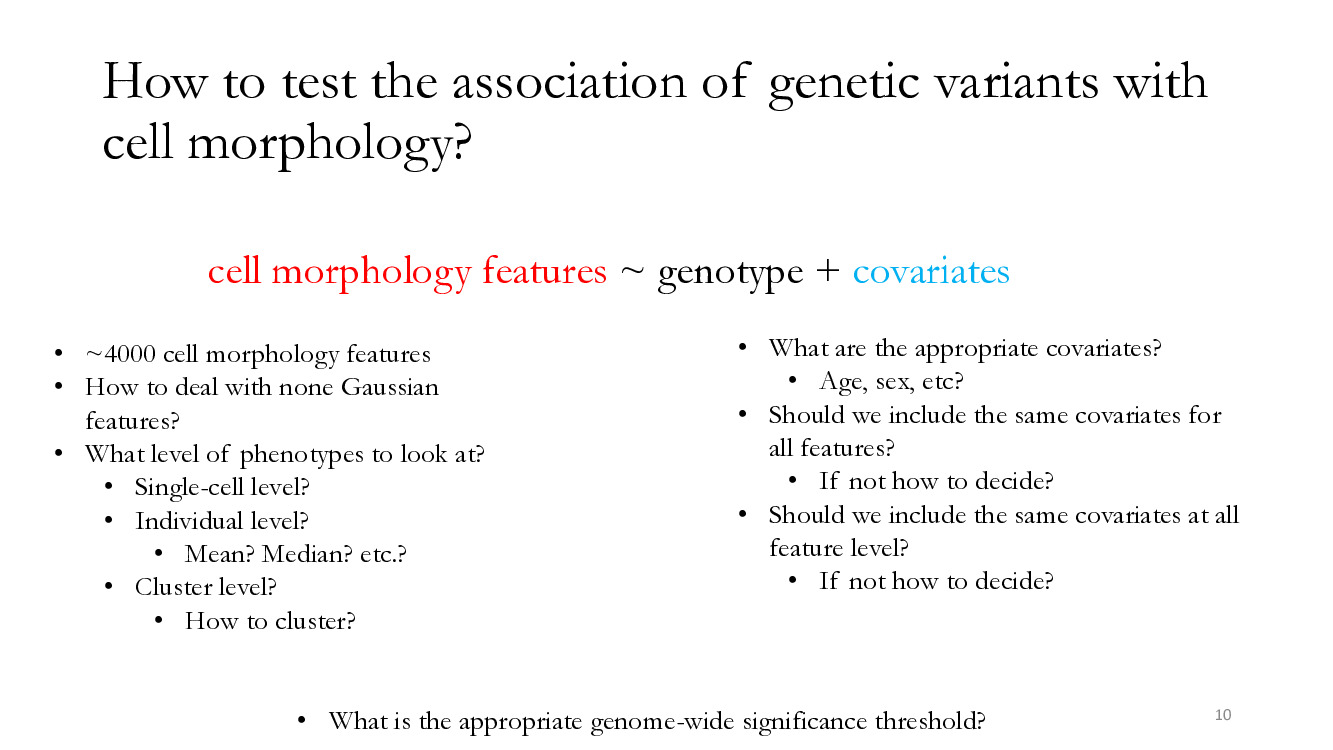 How to test the association of genetic variants with
cell morphology?
cell morphology features ~ genotype + covariates
• ~4000 cell morphology features
• How to deal with none Gaussian
features?
• What level of phenotypes to look at?
• Single-cell level?
• Individual level?
• Mean? Median? etc.?
• Cluster level?
• How to cluster?
• What are the appropriate covariates?
• Age, sex, etc?
• Should we include the same covariates for
all features?
• If not how to decide?
• Should we include the same covariates at all
feature level?
• If not how to decide?
• What is the appropriate genome-wide significance threshold?
10